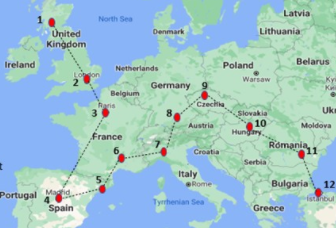 North Sea
Latvia
1
United
Kingdom
Denmark
Lithuania
Ireland
Netherlands
Poland
Belarus
London
2
Warsaw
Belgium
Germany
9
Paris
3
Czechia
Slovakia
8
10
Austria
Hungary
Moldova
France
6
7
Croatia
Romania
11
Serbia
Italy
Rome
Bulgaria
12
Portugal
Madrid
4
5
Spain
Tyrrhenian Sea
Greece
Istanbul